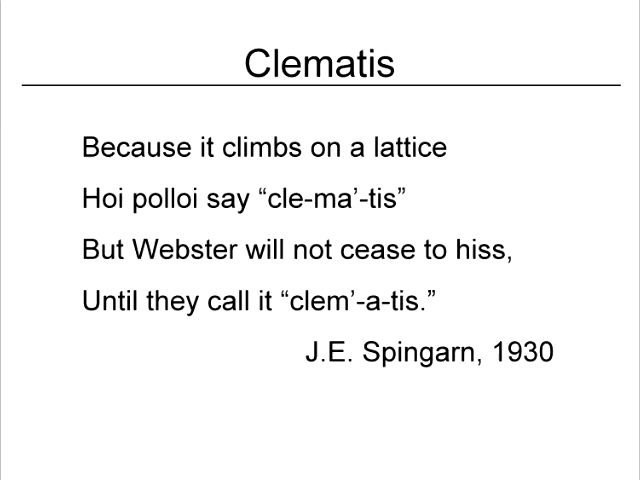 Clematis
Because it climbs on a lattice
Hoi polloi say “cle-ma’-tis”
But Webster will not cease to hiss,
Until they call it “clem’-a-tis.”
J.E. Spingarn, 1930